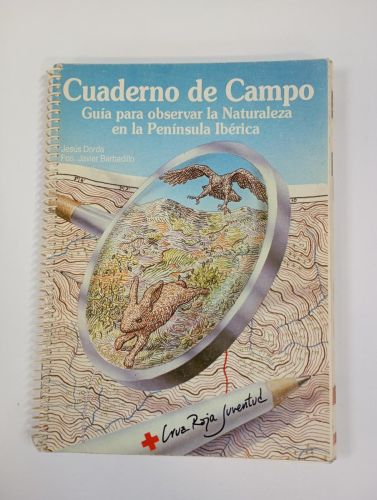 Cuaderno de Campo
Guía para observar la Naturaleza
en la Península Ibérica
Jesús Dorda
Fco. Javier Barbadillo
Cruz Roja Juventud